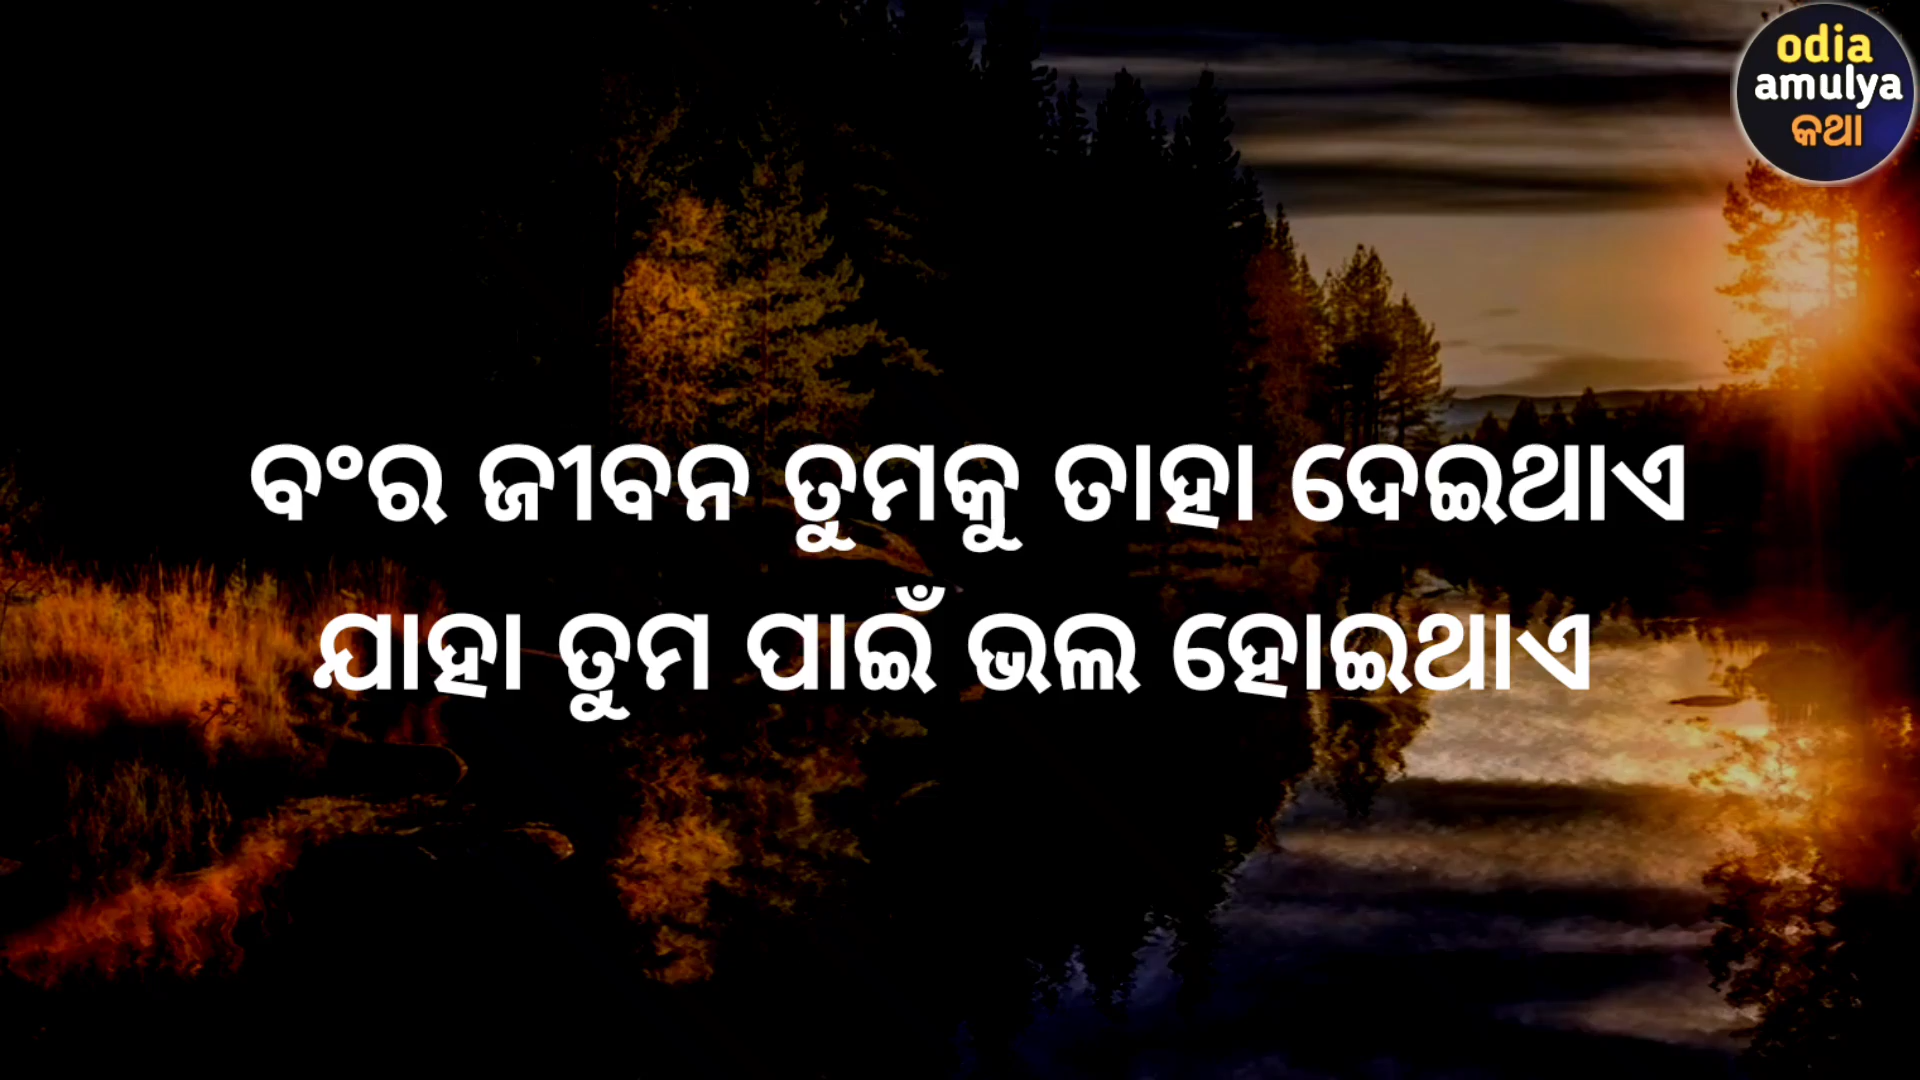 odia
amulya
କଥା
ବଂର ଜୀବନ ତୁମକୁ ତାହା ଦେଇଥାଏ
ଯାହା ତୁମ ପାଇଁ ଭଲ ହୋଇଥାଏ